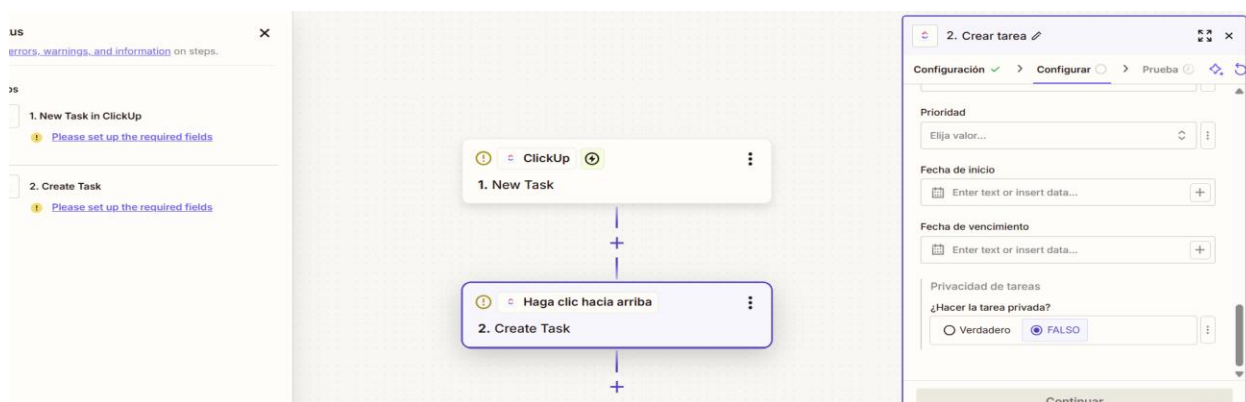 errors, warnings, and information on steps.
1. New Task in ClickUp
Please set up the required fields
2. Create Task
Please set up the required fields
ClickUp
1. New Task
Haga clic hacia arriba
2. Create Task
2. Crear tarea
Configuración > Configurar > Prueba
Prioridad
Elija valor...
Fecha de inicio
Enter text or insert data...
Fecha de vencimiento
Enter text or insert data...
Privacidad de tareas
¿Hacer la tarea privada?
Verdadero FALSO
Continuar